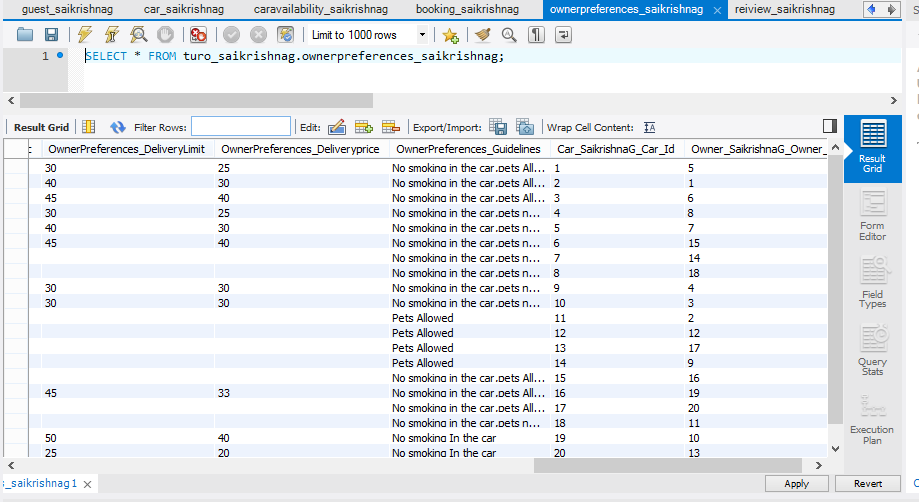 guest_saikrishnag car_saikrishnag caravailability_saikrishnag booking_saikrishnag ownerpreferences_saikrishnag reiview_saikrishnag
Limit to 1000 rows
1 SELECT * FROM turo_saikrishnag.ownerpreferences_saikrishnag;
Result Grid Filter Rows: Edit: Export/Import: Wrap Cell Content:
OwnerPreferences_DeliveryLimit OwnerPreferences_Deliveryprice OwnerPreferences_Guidelines Car_SaikrishnaG_Car_Id Owner_SaikrishnaG_Owner_
30 25 No smoking in the car,pets All... 1 5
40 30 No smoking in the car,pets All... 2 1
45 40 No smoking in the car,pets All... 3 6
30 25 No smoking in the car,pets n... 4 8
40 30 No smoking in the car,pets n... 5 7
45 40 No smoking in the car,pets n... 6 15
No smoking in the car,pets n... 7 14
No smoking in the car,pets n... 8 18
30 30 No smoking in the car,pets n... 9 4
30 30 No smoking in the car,pets n... 10 3
Pets Allowed 11 2
Pets Allowed 12 12
Pets Allowed 13 17
Pets Allowed 14 9
No smoking in the car,pets All... 15 16
45 33 No smoking in the car,pets All... 16 19
No smoking in the car,pets All... 17 20
No smoking in the car,pets n... 18 11
50 40 No smoking In the car 19 10
25 20 No smoking In the car 20 13
Result
Grid
Form
Editor
Field
Types
Query
Stats
Execution
Plan
s_saikrishnag1
Apply Revert